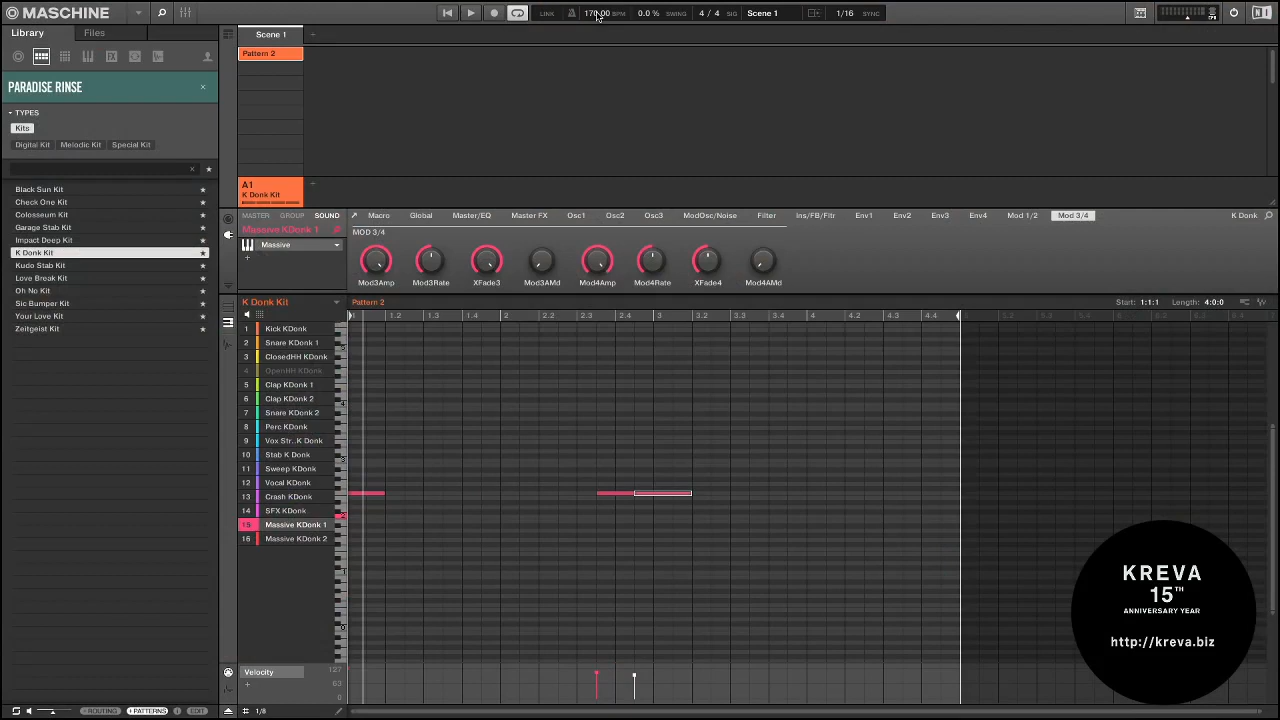 MASCHINE
LINK
170.00 BPM
0.0 % SWING
4 / 4 SIG
Scene 1
1/16 SYNC
Library
Files
PARADISE RINSE
TYPES
Kits
Digital Kit
Melodic Kit
Special Kit
Black Sun Kit
Check One Kit
Colosseum Kit
Garage Stab Kit
Impact Deep Kit
K Donk Kit
Kudo Stab Kit
Love Break Kit
Oh No Kit
Sic Bumper Kit
Your Love Kit
Zeitgeist Kit
Scene 1
Pattern 2
A1
K Donk Kit
MASTER GROUP SOUND
Massive KDonk 1
Massive
Macro Global Master/EQ Master FX Osc1 Osc2 Osc3 ModOsc/Noise Filter Ins/FB/Fltr Env1 Env2 Env3 Env4 Mod 1/2 Mod 3/4
K Donk
MOD 3/4
Mod3Amp Mod3Rate XFade3 Mod3AMd Mod4Amp Mod4Rate XFade4 Mod4AMd
K Donk Kit
Pattern 2
Start: 1:1:1 Length: 4:0:0
1 1.2 1.3 1.4 2 2.2 2.3 2.4 3 3.2 3.3 3.4 4 4.2 4.3 4.4
1 Kick KDonk
2 Snare KDonk 1
3 ClosedHH KDonk
4 OpenHH KDonk
5 Clap KDonk 1
6 Clap KDonk 2
7 Snare KDonk 2
8 Perc KDonk
9 Vox Str..K Donk
10 Stab K Donk
11 Sweep KDonk
12 Vocal KDonk
13 Crash KDonk
14 SFX KDonk
15 Massive KDonk 1
16 Massive KDonk 2
Velocity
127
63
0
1/8
ROUTING
PATTERNS
EDIT
KREVA
15TH
ANNIVERSARY YEAR
http://kreva.biz